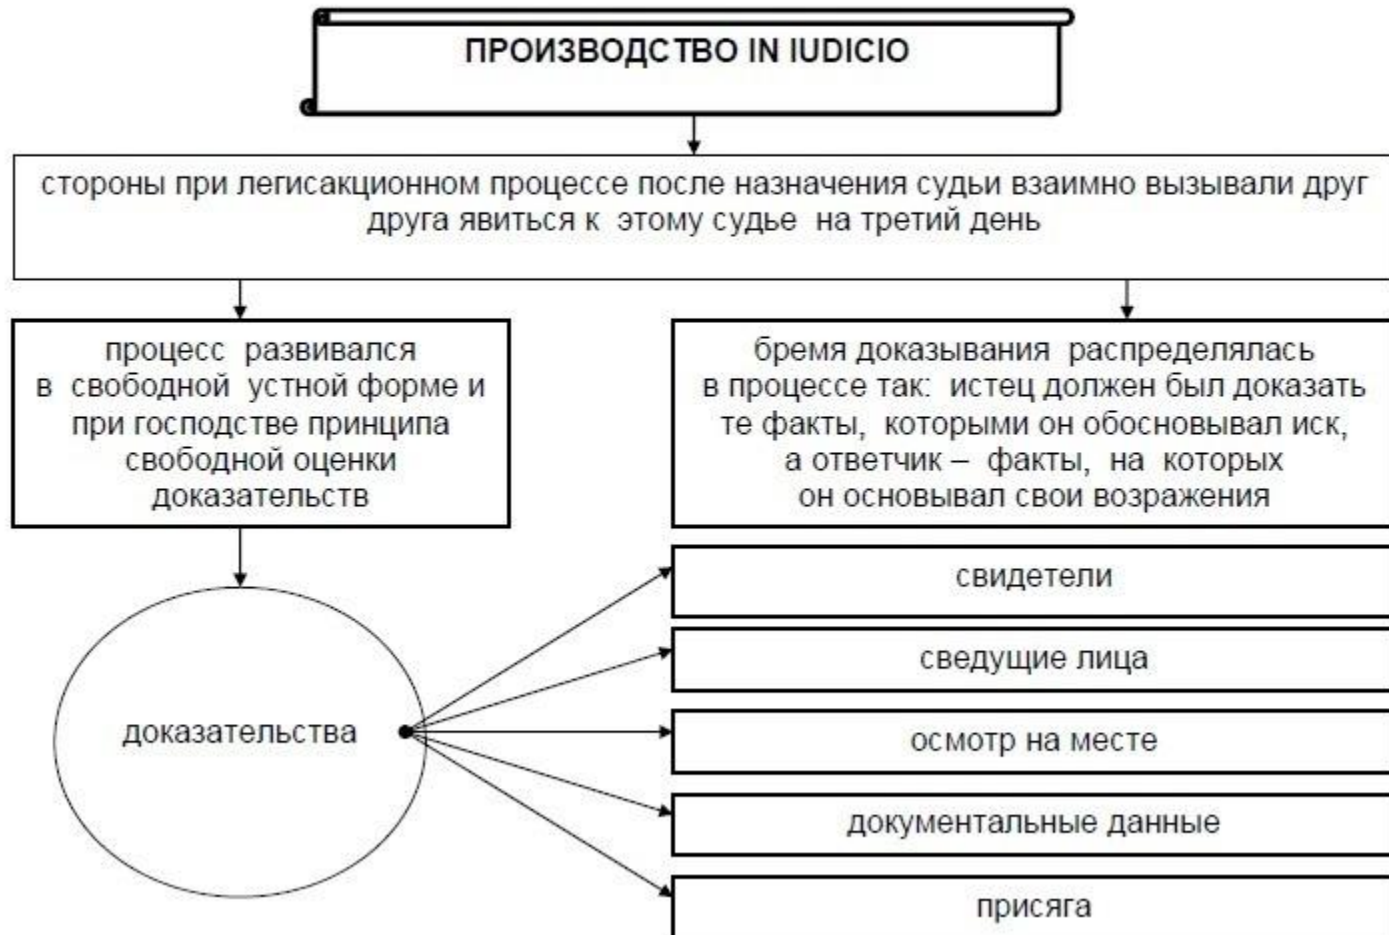 ПРОИЗВОДСТВО IN IUDICIO
стороны при легисакционном процессе после назначения судьи взаимно вызывали друг
друга явиться к этому судье на третий день
процесс развивался
в свободной устной форме и
при господстве принципа
свободной оценки
доказательств
бремя доказывания распределялась
в процессе так: истец должен был доказать
те факты, которыми он обосновывал иск,
а ответчик – факты, на которых
он основывал свои возражения
доказательства
свидетели
сведущие лица
осмотр на месте
документальные данные
присяга